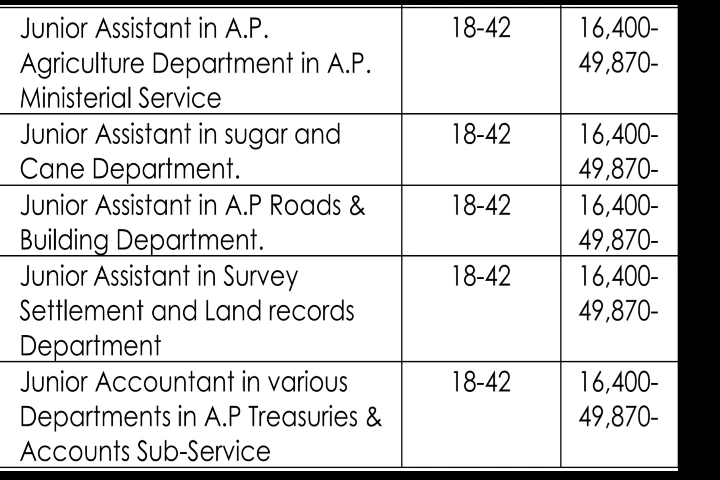 Junior Assistant in A.P. 18-42 16,400-
Agriculture Department in A.P. 49,870-
Ministerial Service
Junior Assistant in sugar and 18-42 16,400-
Cane Department. 49,870-
Junior Assistant in A.P Roads & 18-42 16,400-
Building Department. 49,870-
Junior Assistant in Survey 18-42 16,400-
Settlement and Land records 49,870-
Department
Junior Accountant in various 18-42 16,400-
Departments in A.P Treasuries & 49,870-
Accounts Sub-Service